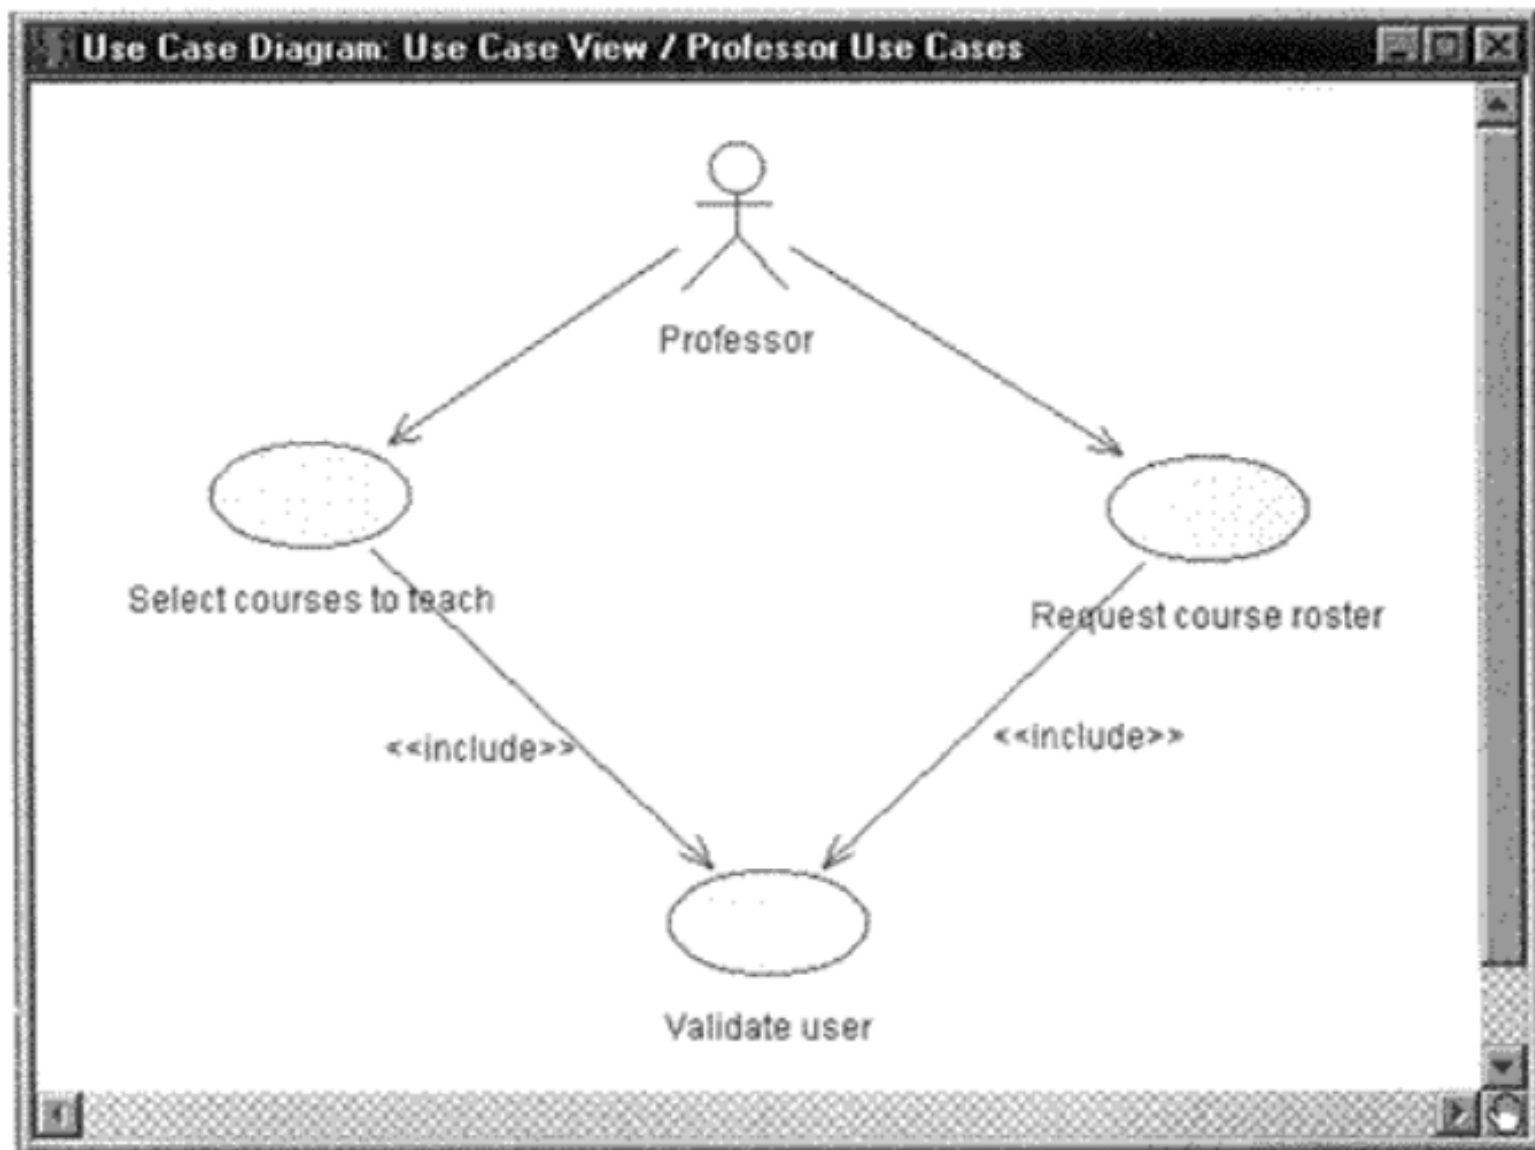 Use Case Diagram: Use Case View / Professor Use Cases
Professor
Select courses to teach
Request course roster
<<include>>
<<include>>
Validate user